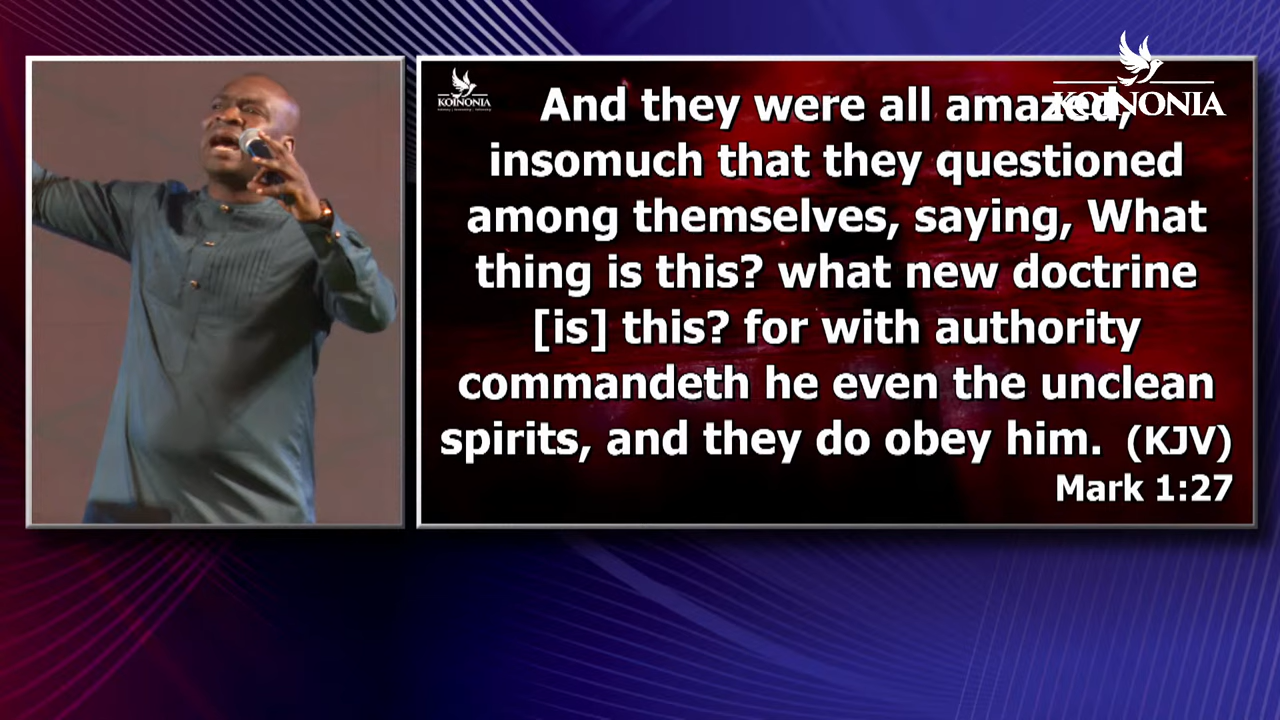 KOINONIA
KOINONIA
And they were all amazed,
insomuch that they questioned
among themselves, saying, What
thing is this? what new doctrine
[is] this? for with authority
commandeth he even the unclean
spirits, and they do obey him. (KJV)
Mark 1:27